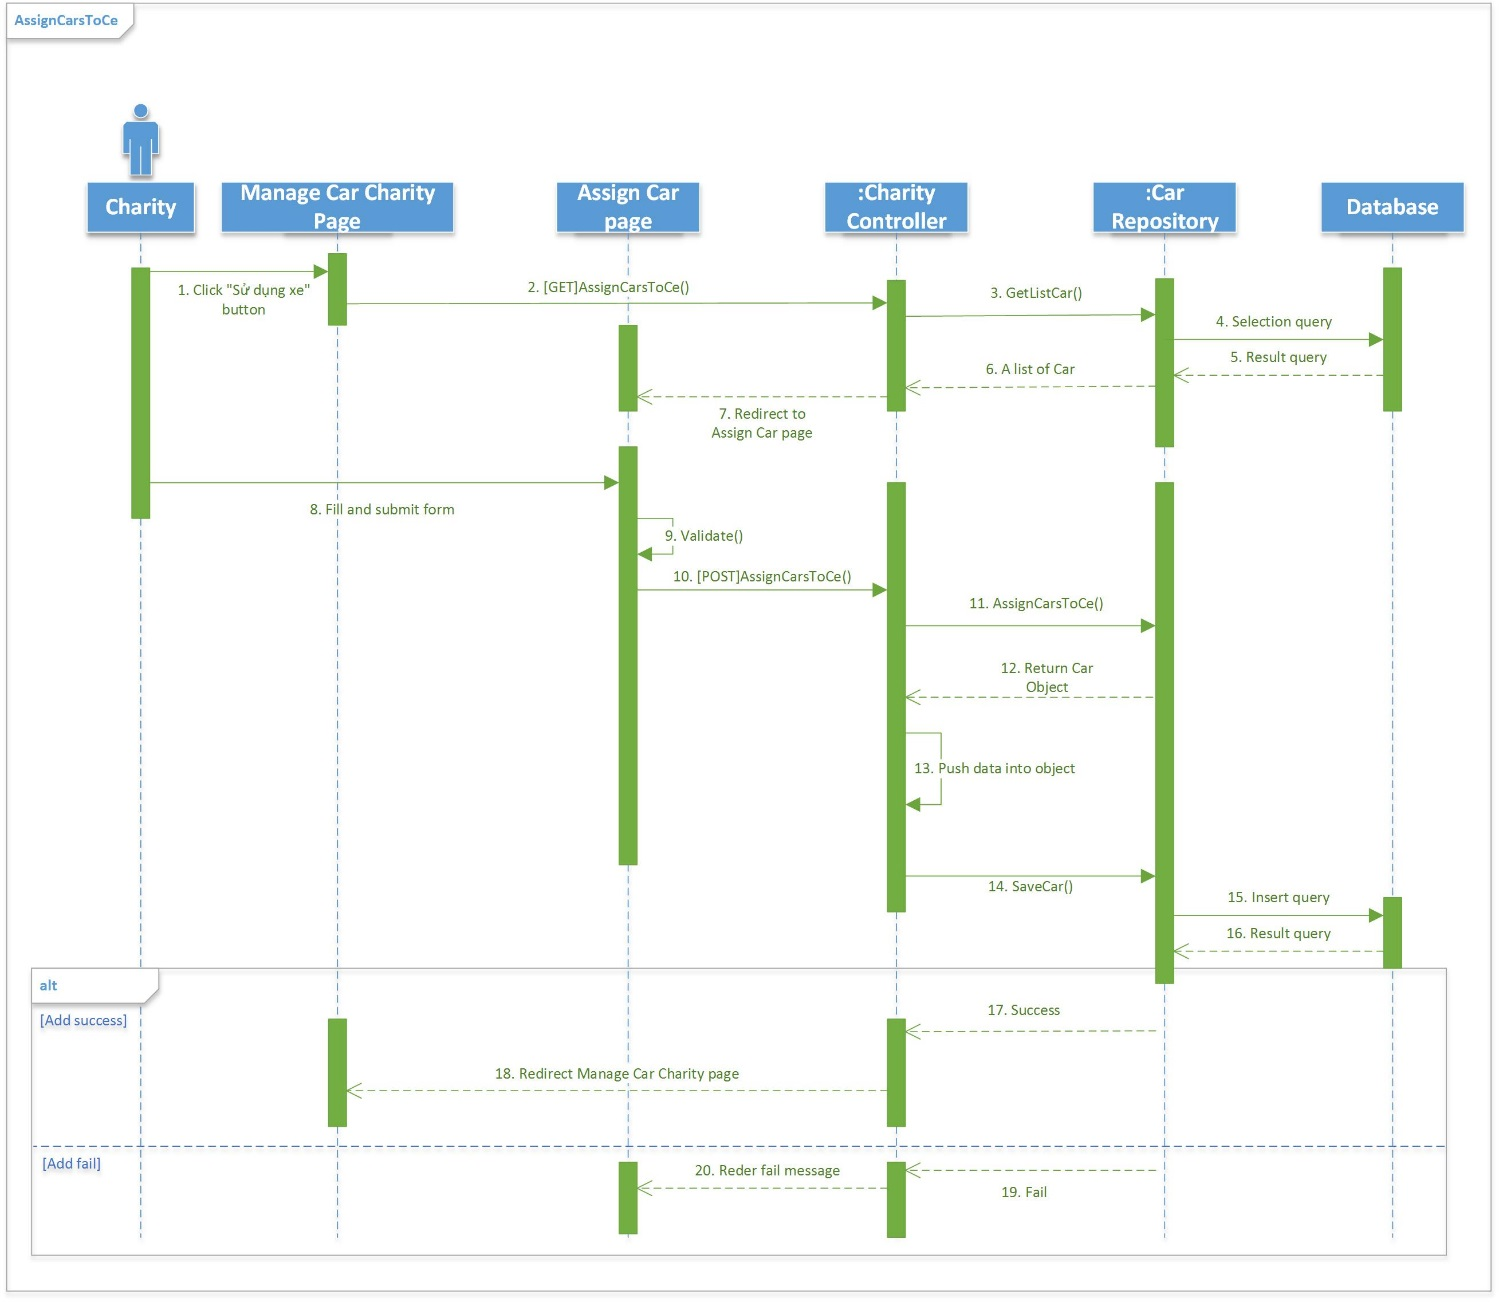 AssignCarsToCe
Charity
Manage Car Charity
Page
Assign Car
page
:Charity
Controller
:Car
Repository
Database
1. Click "Sử dụng xe"
button
2. [GET]AssignCarsToCe()
3. GetListCar()
4. Selection query
5. Result query
6. A list of Car
7. Redirect to
Assign Car page
8. Fill and submit form
9. Validate()
10. [POST]AssignCarsToCe()
11. AssignCarsToCe()
12. Return Car
Object
13. Push data into object
14. SaveCar()
15. Insert query
16. Result query
alt
[Add success]
17. Success
18. Redirect Manage Car Charity page
[Add fail]
20. Reder fail message
19. Fail